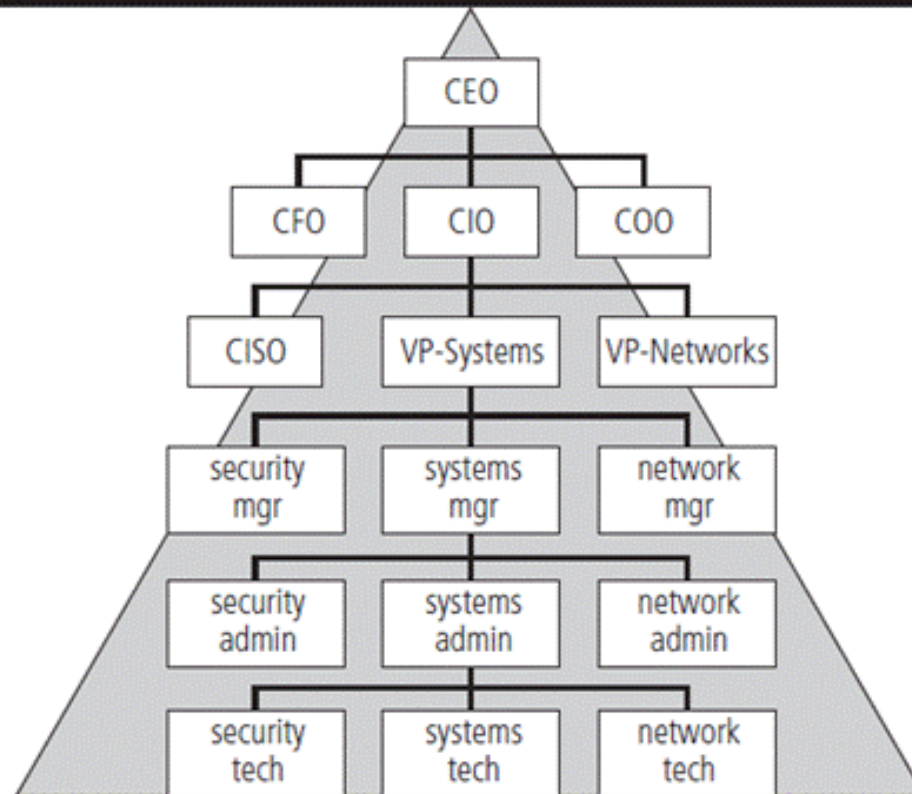 CEO
CFO CIO COO
CISO VP-Systems VP-Networks
security systems network
mgr mgr mgr
security systems network
admin admin admin
security systems network
tech tech tech